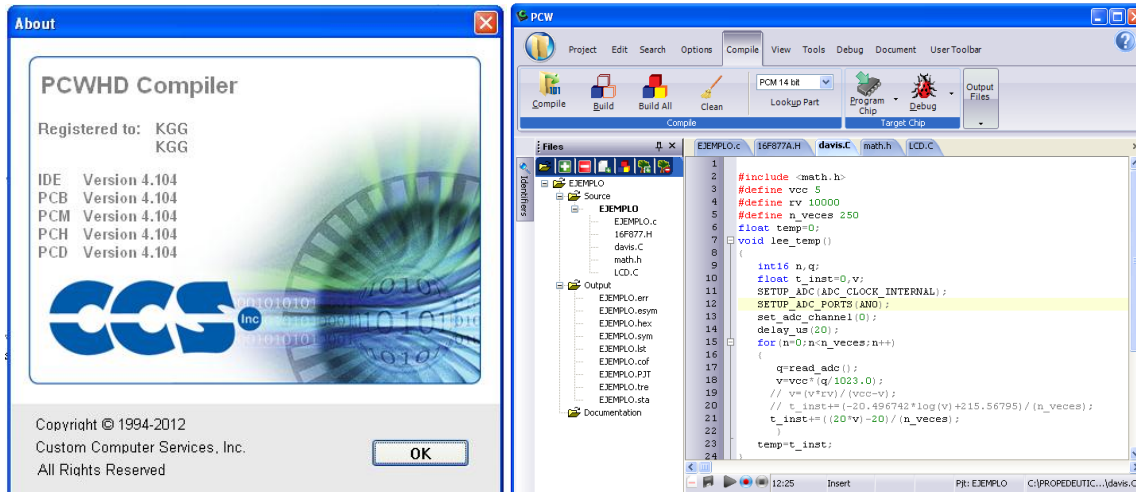 About
PCWHD Compiler
Registered to: KGG
KGG
IDE Version 4.104
PCB Version 4.104
PCM Version 4.104
PCH Version 4.104
PCD Version 4.104
CCS
Inc
Copyright © 1994-2012
Custom Computer Services, Inc.
All Rights Reserved
OK
PCW
Project Edit Search Options Compile View Tools Debug Document User Toolbar
Compile
Build
Build All
Clean
PCM 14 bit
Lookup Part
Program Chip
Debug
Output Files
Compile
Target Chip
Identifiers
Files
EJEMPLO
Source
EJEMPLO
EJEMPLO.c
16F877.H
davis.C
math.h
LCD.C
Output
EJEMPLO.err
EJEMPLO.esym
EJEMPLO.hex
EJEMPLO.sym
EJEMPLO.lst
EJEMPLO.cof
EJEMPLO.PJT
EJEMPLO.tre
EJEMPLO.sta
Documentation
EJEMPLO.c 16F877A.H davis.C math.h LCD.C
1
2 #include <math.h>
3 #define vcc 5
4 #define rv 10000
5 #define n_veces 250
6 float temp=0;
7 void lee_temp()
8 {
9 int16 n,q;
10 float t_inst=0,v;
11 SETUP_ADC(ADC_CLOCK_INTERNAL);
12 SETUP_ADC_PORTS(AN0);
13 set_adc_channel(0);
14 delay_us(20);
15 for(n=0;n<n_veces;n++)
16 {
17 q=read_adc();
18 v=vcc*(q/1023.0);
19 // v=(v*rv)/(vcc-v);
20 // t_inst+=(-20.496742*log(v)+215.56795)/(n_veces);
21 t_inst+=((20*v)-20)/(n_veces);
22 }
23 temp=t_inst;
24 }
12:25 Insert Pjt: EJEMPLO C:\PROPEDEUTIC...\davis.C